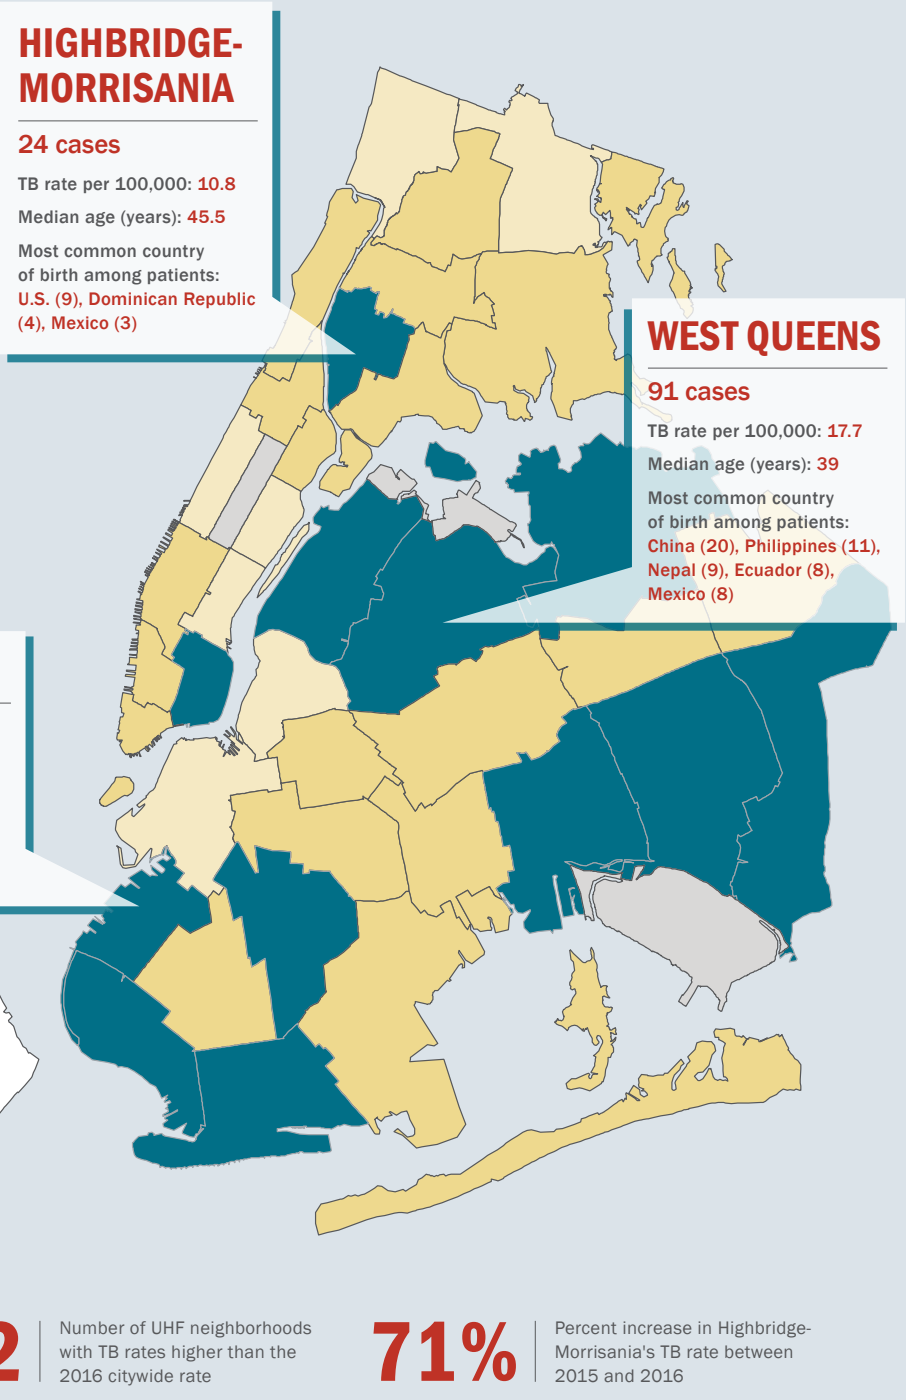 HIGHBRIDGE-
MORRISANIA
24 cases
TB rate per 100,000: 10.8
Median age (years): 45.5
Most common country
of birth among patients:
U.S. (9), Dominican Republic
(4), Mexico (3)
WEST QUEENS
91 cases
TB rate per 100,000: 17.7
Median age (years): 39
Most common country
of birth among patients:
China (20), Philippines (11),
Nepal (9), Ecuador (8),
Mexico (8)
2
Number of UHF neighborhoods
with TB rates higher than the
2016 citywide rate
71%
Percent increase in Highbridge-
Morrisania's TB rate between
2015 and 2016